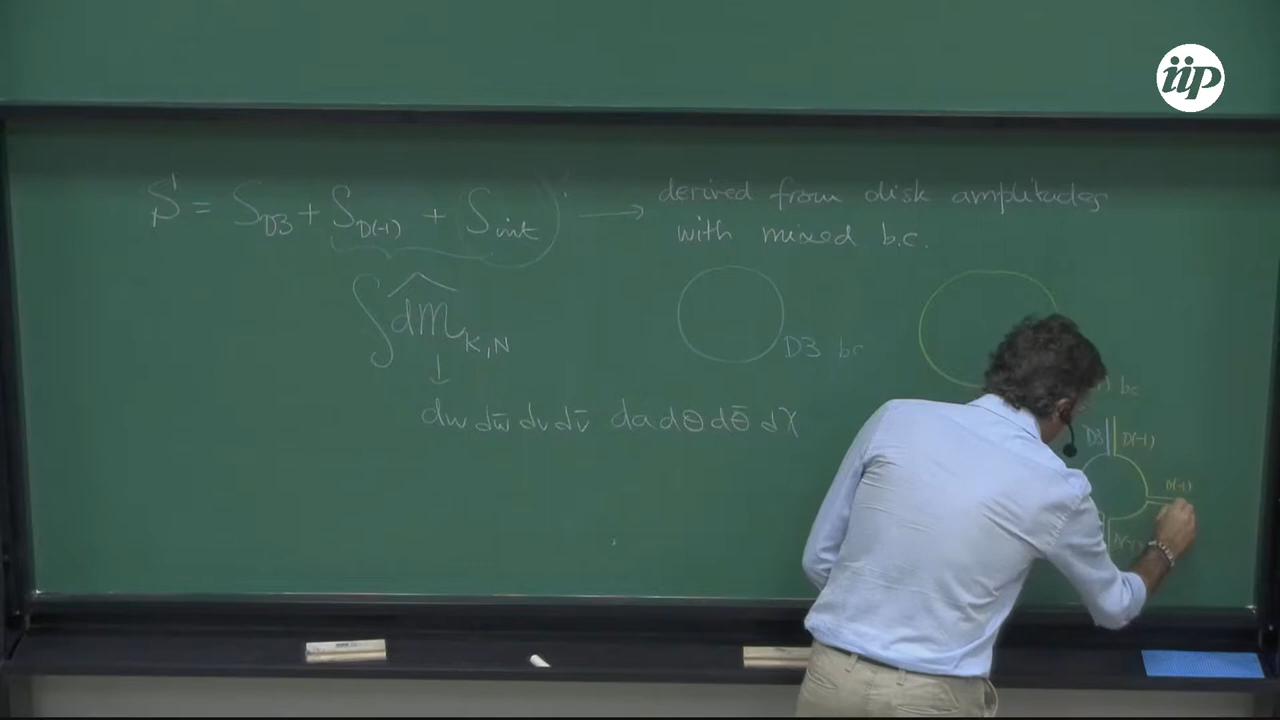 iip
S = S_D3 + S_D(-1) + S_int) → derived from disk amplitudes
with mixed b.c.
∫ dM̂_K,N
↓
D3 bc
) bc
dw dw̄ dv dv̄ da dθ dθ̄ dχ
D3 D(-1)
D(-1)